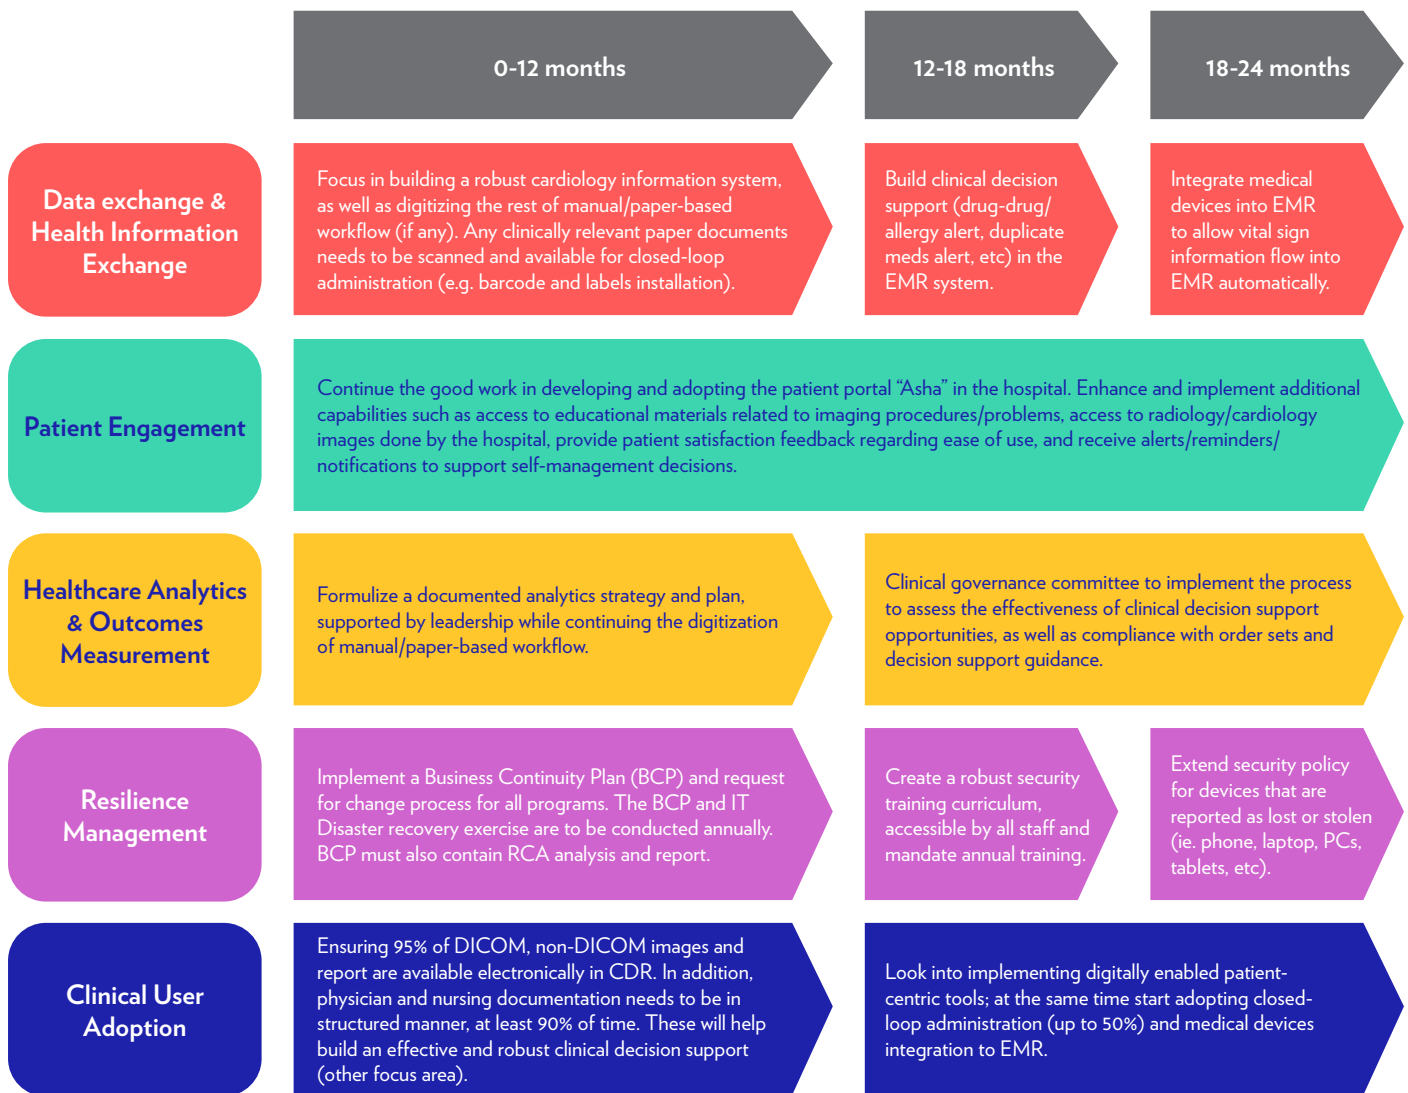 0-12 months
12-18 months
18-24 months
Data exchange &
Health Information
Exchange
Focus in building a robust cardiology information system,
as well as digitizing the rest of manual/paper-based
workflow (if any). Any clinically relevant paper documents
needs to be scanned and available for closed-loop
administration (e.g. barcode and labels installation).
Build clinical decision
support (drug-drug/
allergy alert, duplicate
meds alert, etc) in the
EMR system.
Integrate medical
devices into EMR
to allow vital sign
information flow into
EMR automatically.
Patient Engagement
Continue the good work in developing and adopting the patient portal “Asha” in the hospital. Enhance and implement additional
capabilities such as access to educational materials related to imaging procedures/problems, access to radiology/cardiology
images done by the hospital, provide patient satisfaction feedback regarding ease of use, and receive alerts/reminders/
notifications to support self-management decisions.
Healthcare Analytics
& Outcomes
Measurement
Formulize a documented analytics strategy and plan,
supported by leadership while continuing the digitization
of manual/paper-based workflow.
Clinical governance committee to implement the process
to assess the effectiveness of clinical decision support
opportunities, as well as compliance with order sets and
decision support guidance.
Resilience
Management
Implement a Business Continuity Plan (BCP) and request
for change process for all programs. The BCP and IT
Disaster recovery exercise are to be conducted annually.
BCP must also contain RCA analysis and report.
Create a robust security
training curriculum,
accessible by all staff and
mandate annual training.
Extend security policy
for devices that are
reported as lost or stolen
(ie. phone, laptop, PCs,
tablets, etc).
Clinical User
Adoption
Ensuring 95% of DICOM, non-DICOM images and
report are available electronically in CDR. In addition,
physician and nursing documentation needs to be in
structured manner, at least 90% of time. These will help
build an effective and robust clinical decision support
(other focus area).
Look into implementing digitally enabled patient-
centric tools; at the same time start adopting closed-
loop administration (up to 50%) and medical devices
integration to EMR.